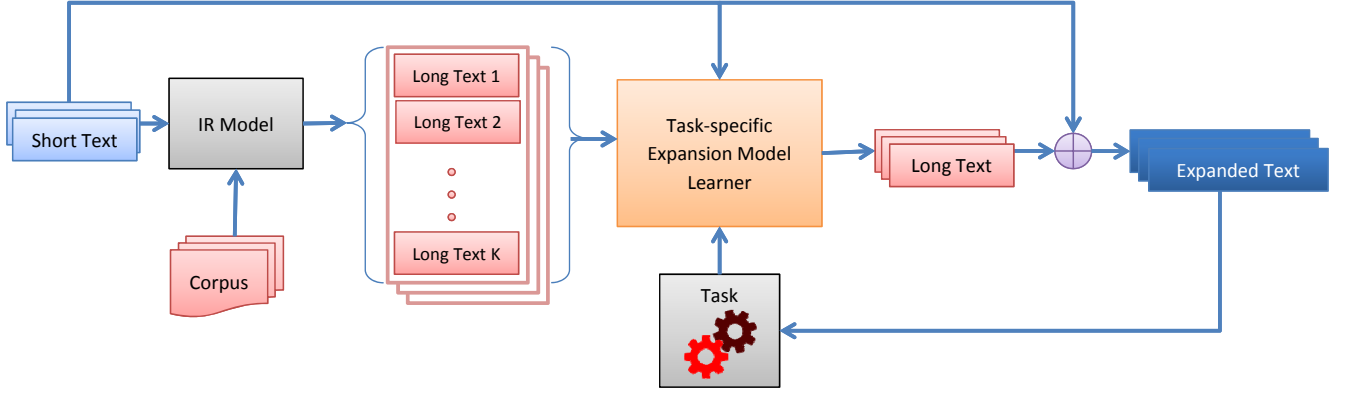 Short Text
IR Model
Corpus
Long Text 1
Long Text 2
Long Text K
Task-specific
Expansion Model
Learner
Task
Long Text
Expanded Text